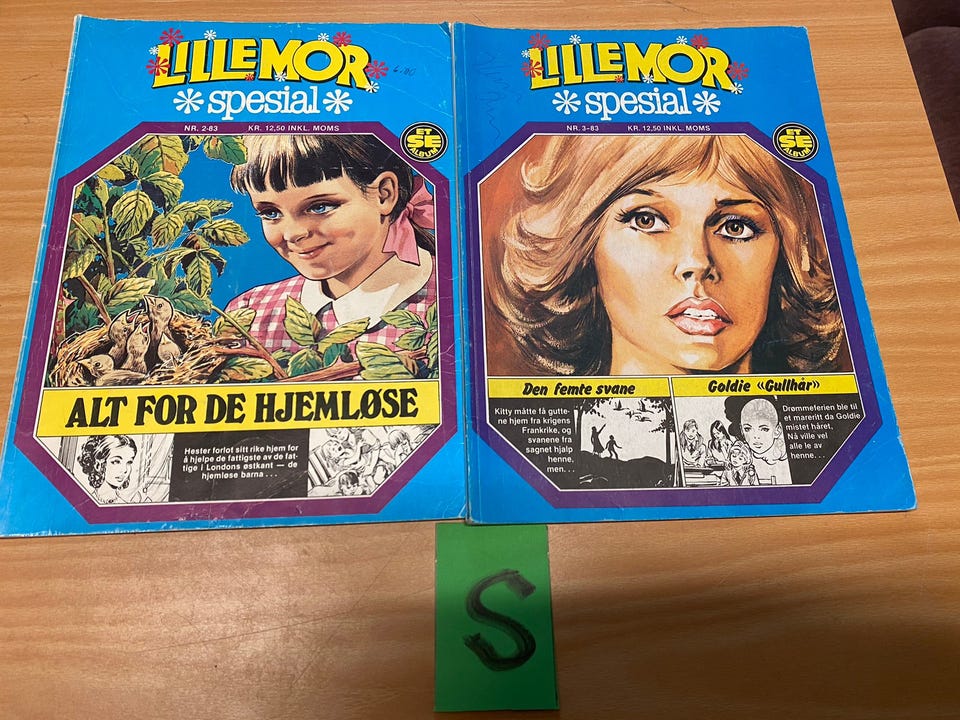 LILLEMOR
spesial
NR. 2-83 KR. 12,50 INKL. MOMS
ET
SE
ALBUM
ALT FOR DE HJEMLØSE
Hester forlot sitt rike hjem for
å hjelpe de fattigste av de fat-
tige i Londons østkant — de
hjemløse barna . . .
LILLEMOR
spesial
NR. 3-83 KR. 12,50 INKL. MOMS
ET
SE
ALBUM
Den femte svane
Kitty måtte få gutte-
ne hjem fra krigens
Frankrike, og
svanene fra
sagnet hjalp
henne,
men...
Goldie «Gullhår»
Drømmeferien ble til
et mareritt da Goldie
mistet håret.
Nå ville vel
alle le av
henne...
S